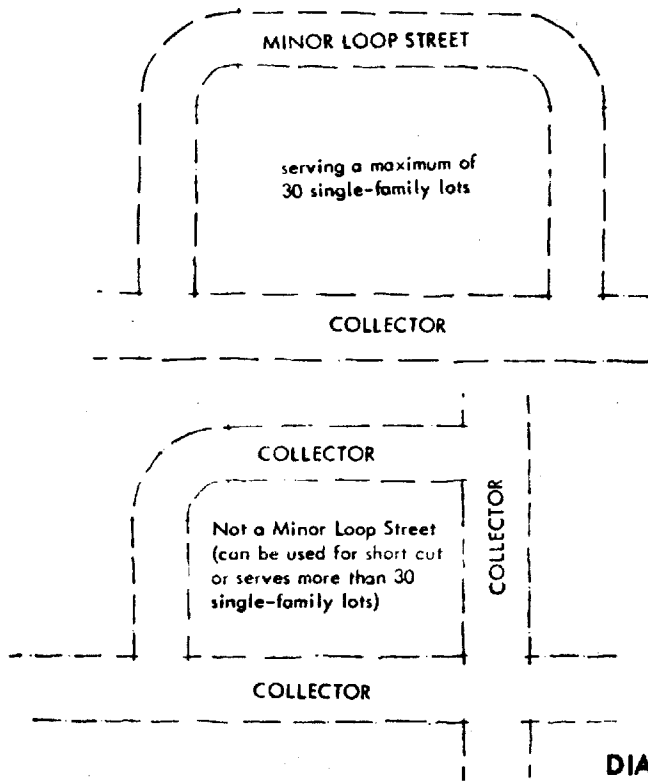 MINOR LOOP STREET
serving a maximum of
30 single-family lots
COLLECTOR
COLLECTOR
COLLECTOR
Not a Minor Loop Street
(can be used for short cut
or serves more than 30
single-family lots)
COLLECTOR
DIA